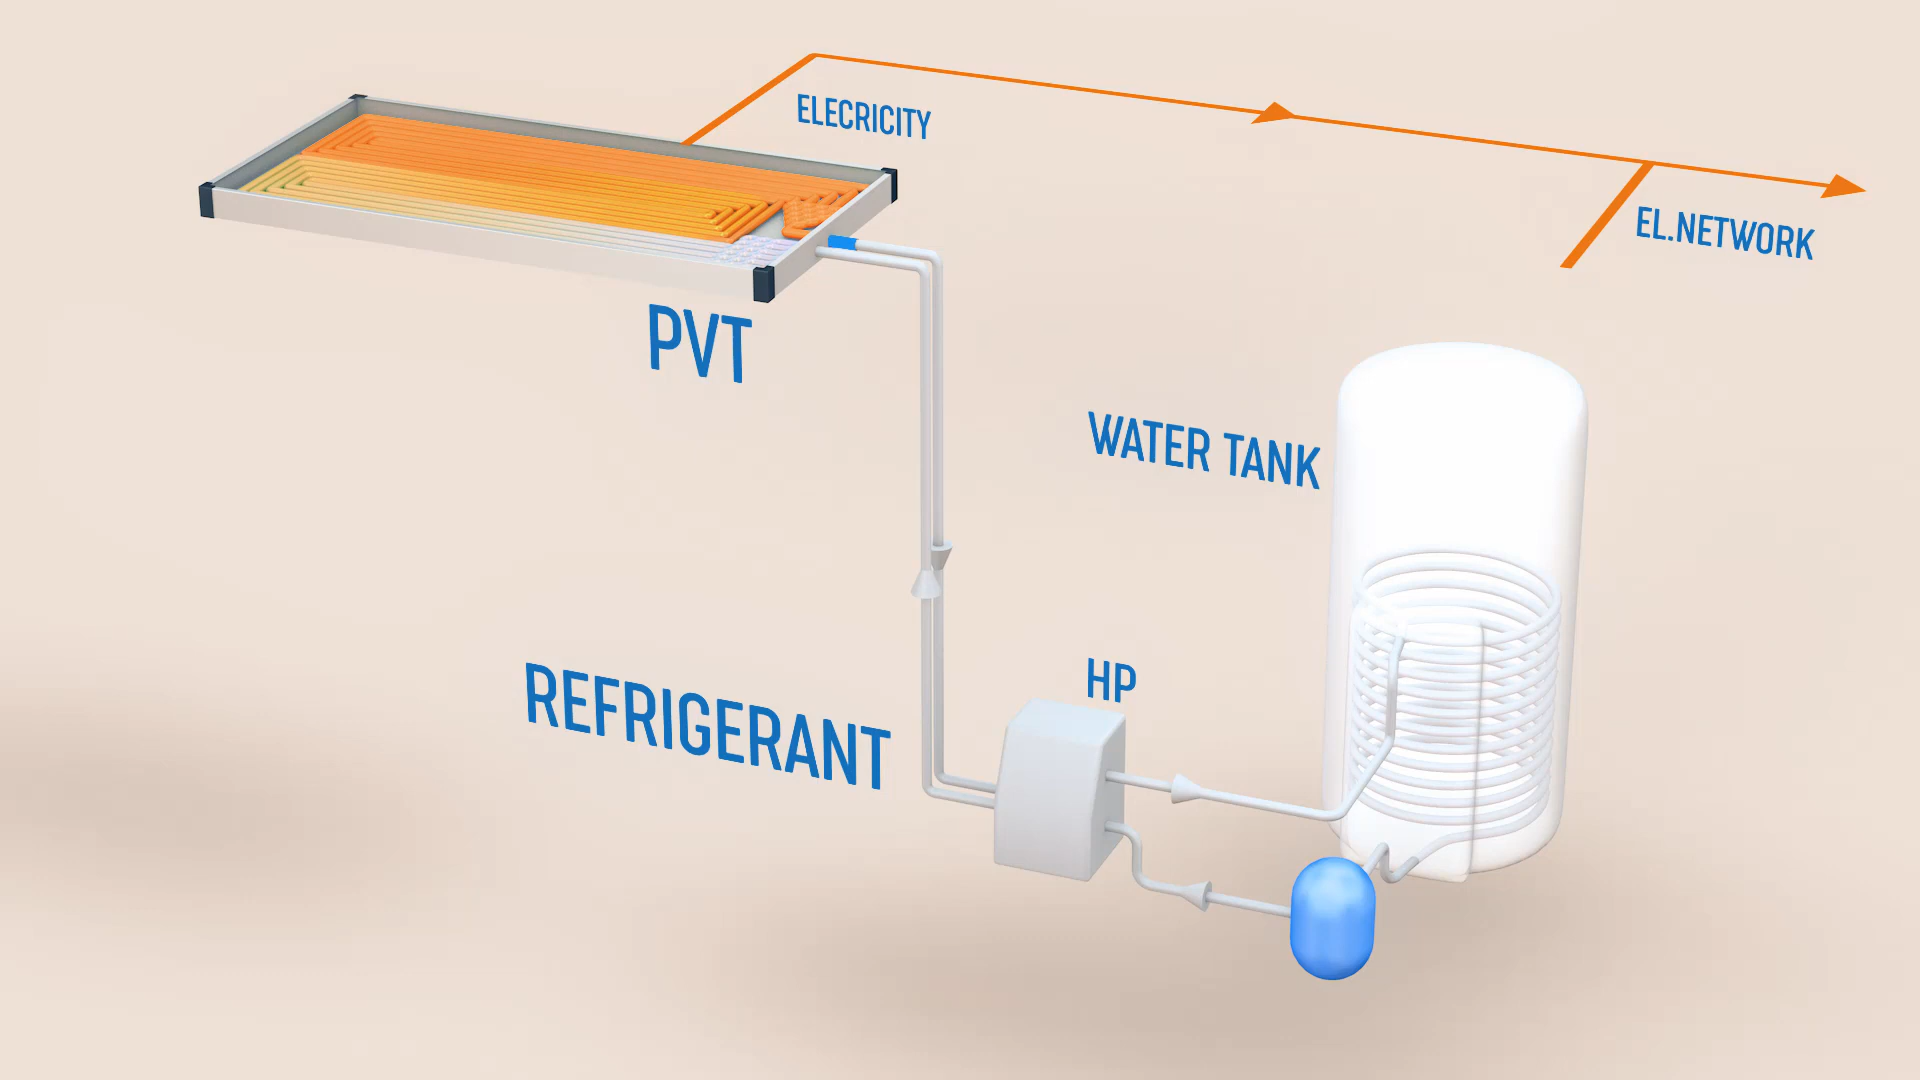 ELECRICITY
EL.NETWORK
PVT
WATER TANK
HP
REFRIGERANT